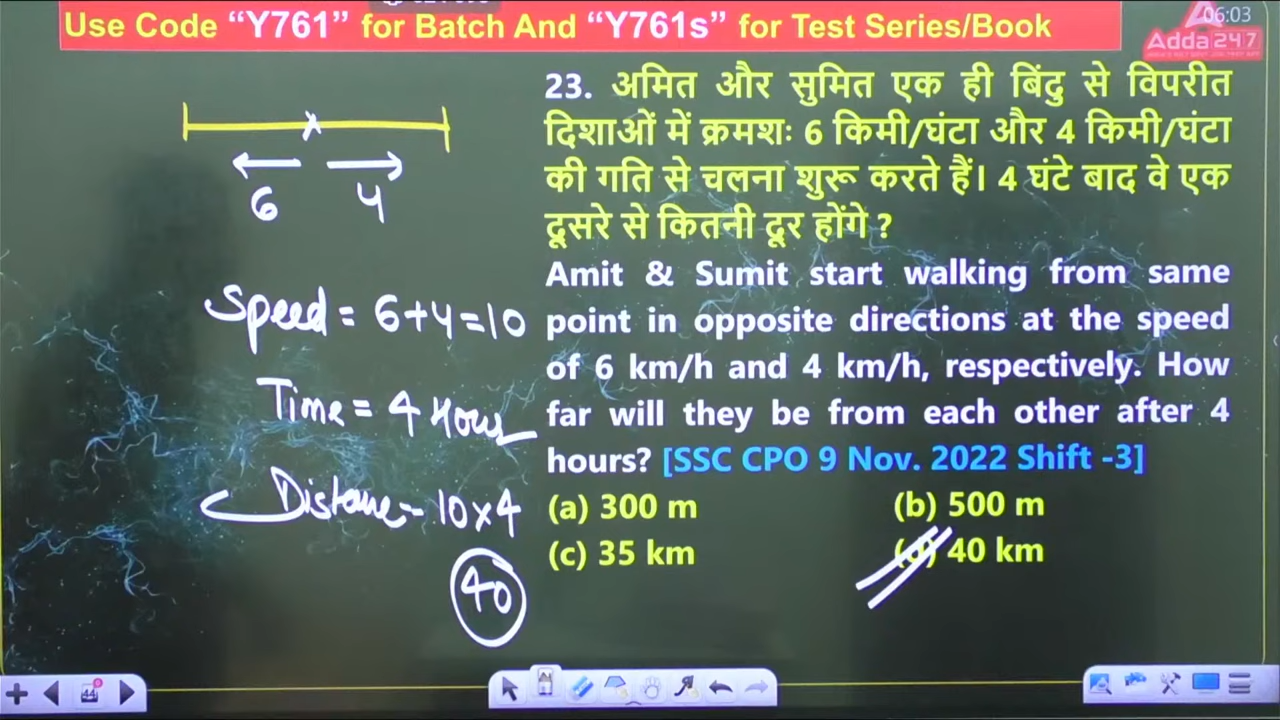 Use Code “Y761” for Batch And “Y761s” for Test Series/Book
06:03
Adda 247
23. अमित और सुमित एक ही बिंदु से विपरीत
दिशाओं में क्रमशः 6 किमी/घंटा और 4 किमी/घंटा
की गति से चलना शुरू करते हैं। 4 घंटे बाद वे एक
दूसरे से कितनी दूर होंगे ?
Amit & Sumit start walking from same
point in opposite directions at the speed
of 6 km/h and 4 km/h, respectively. How
far will they be from each other after 4
hours? [SSC CPO 9 Nov. 2022 Shift -3]
(a) 300 m (b) 500 m
(c) 35 km (d) 40 km
6 4
Speed = 6+4=10
Time = 4 Hour
Distance - 10x4
40
44